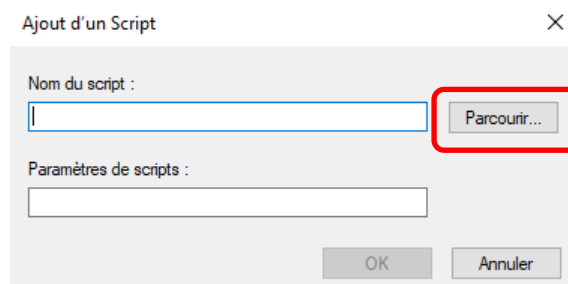 Ajout d'un Script
Nom du script :
Parcourir...
Paramètres de scripts :
OK
Annuler